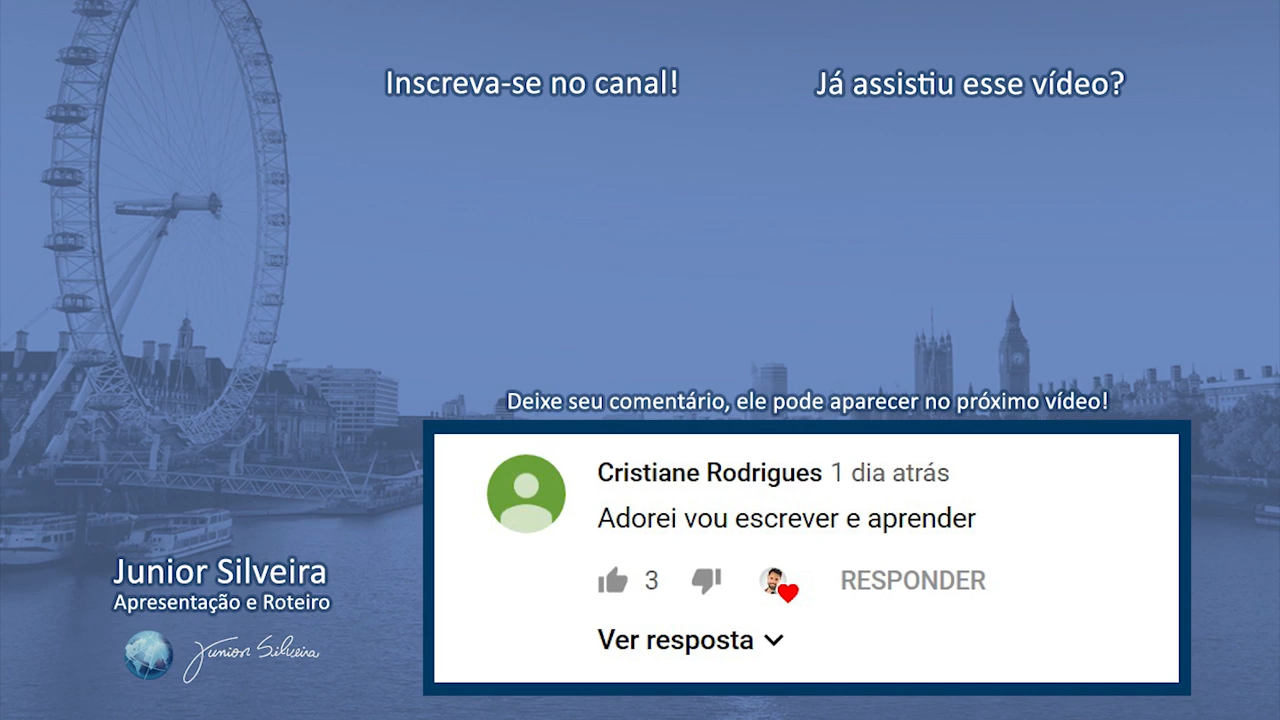 Inscreva-se no canal!
Já assistiu esse vídeo?
Deixe seu comentário, ele pode aparecer no próximo vídeo!
Cristiane Rodrigues 1 dia atrás
Adorei vou escrever e aprender
3
RESPONDER
Ver resposta
Junior Silveira
Apresentação e Roteiro
Junior Silveira